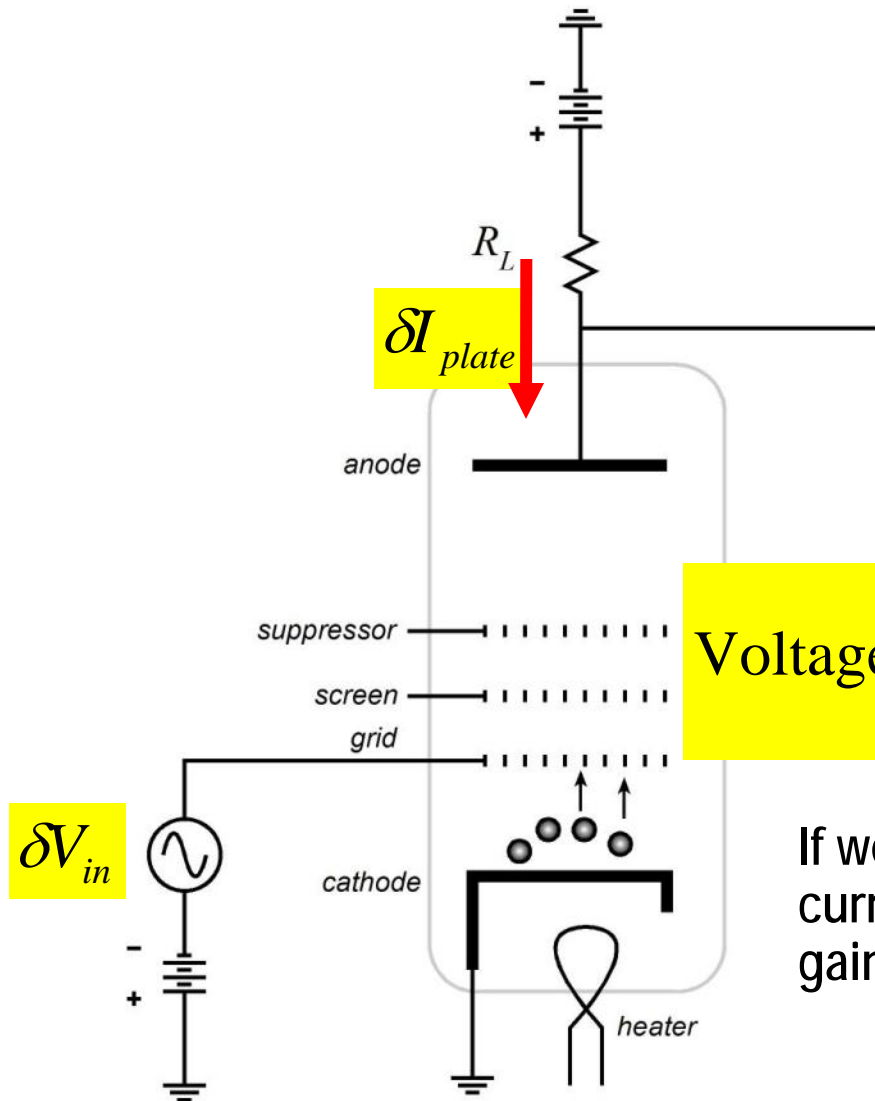 -
+
R_L
δI_plate
anode
suppressor
Voltage
screen
grid
δV_in
cathode
If we
curr
gain
-
+
heater